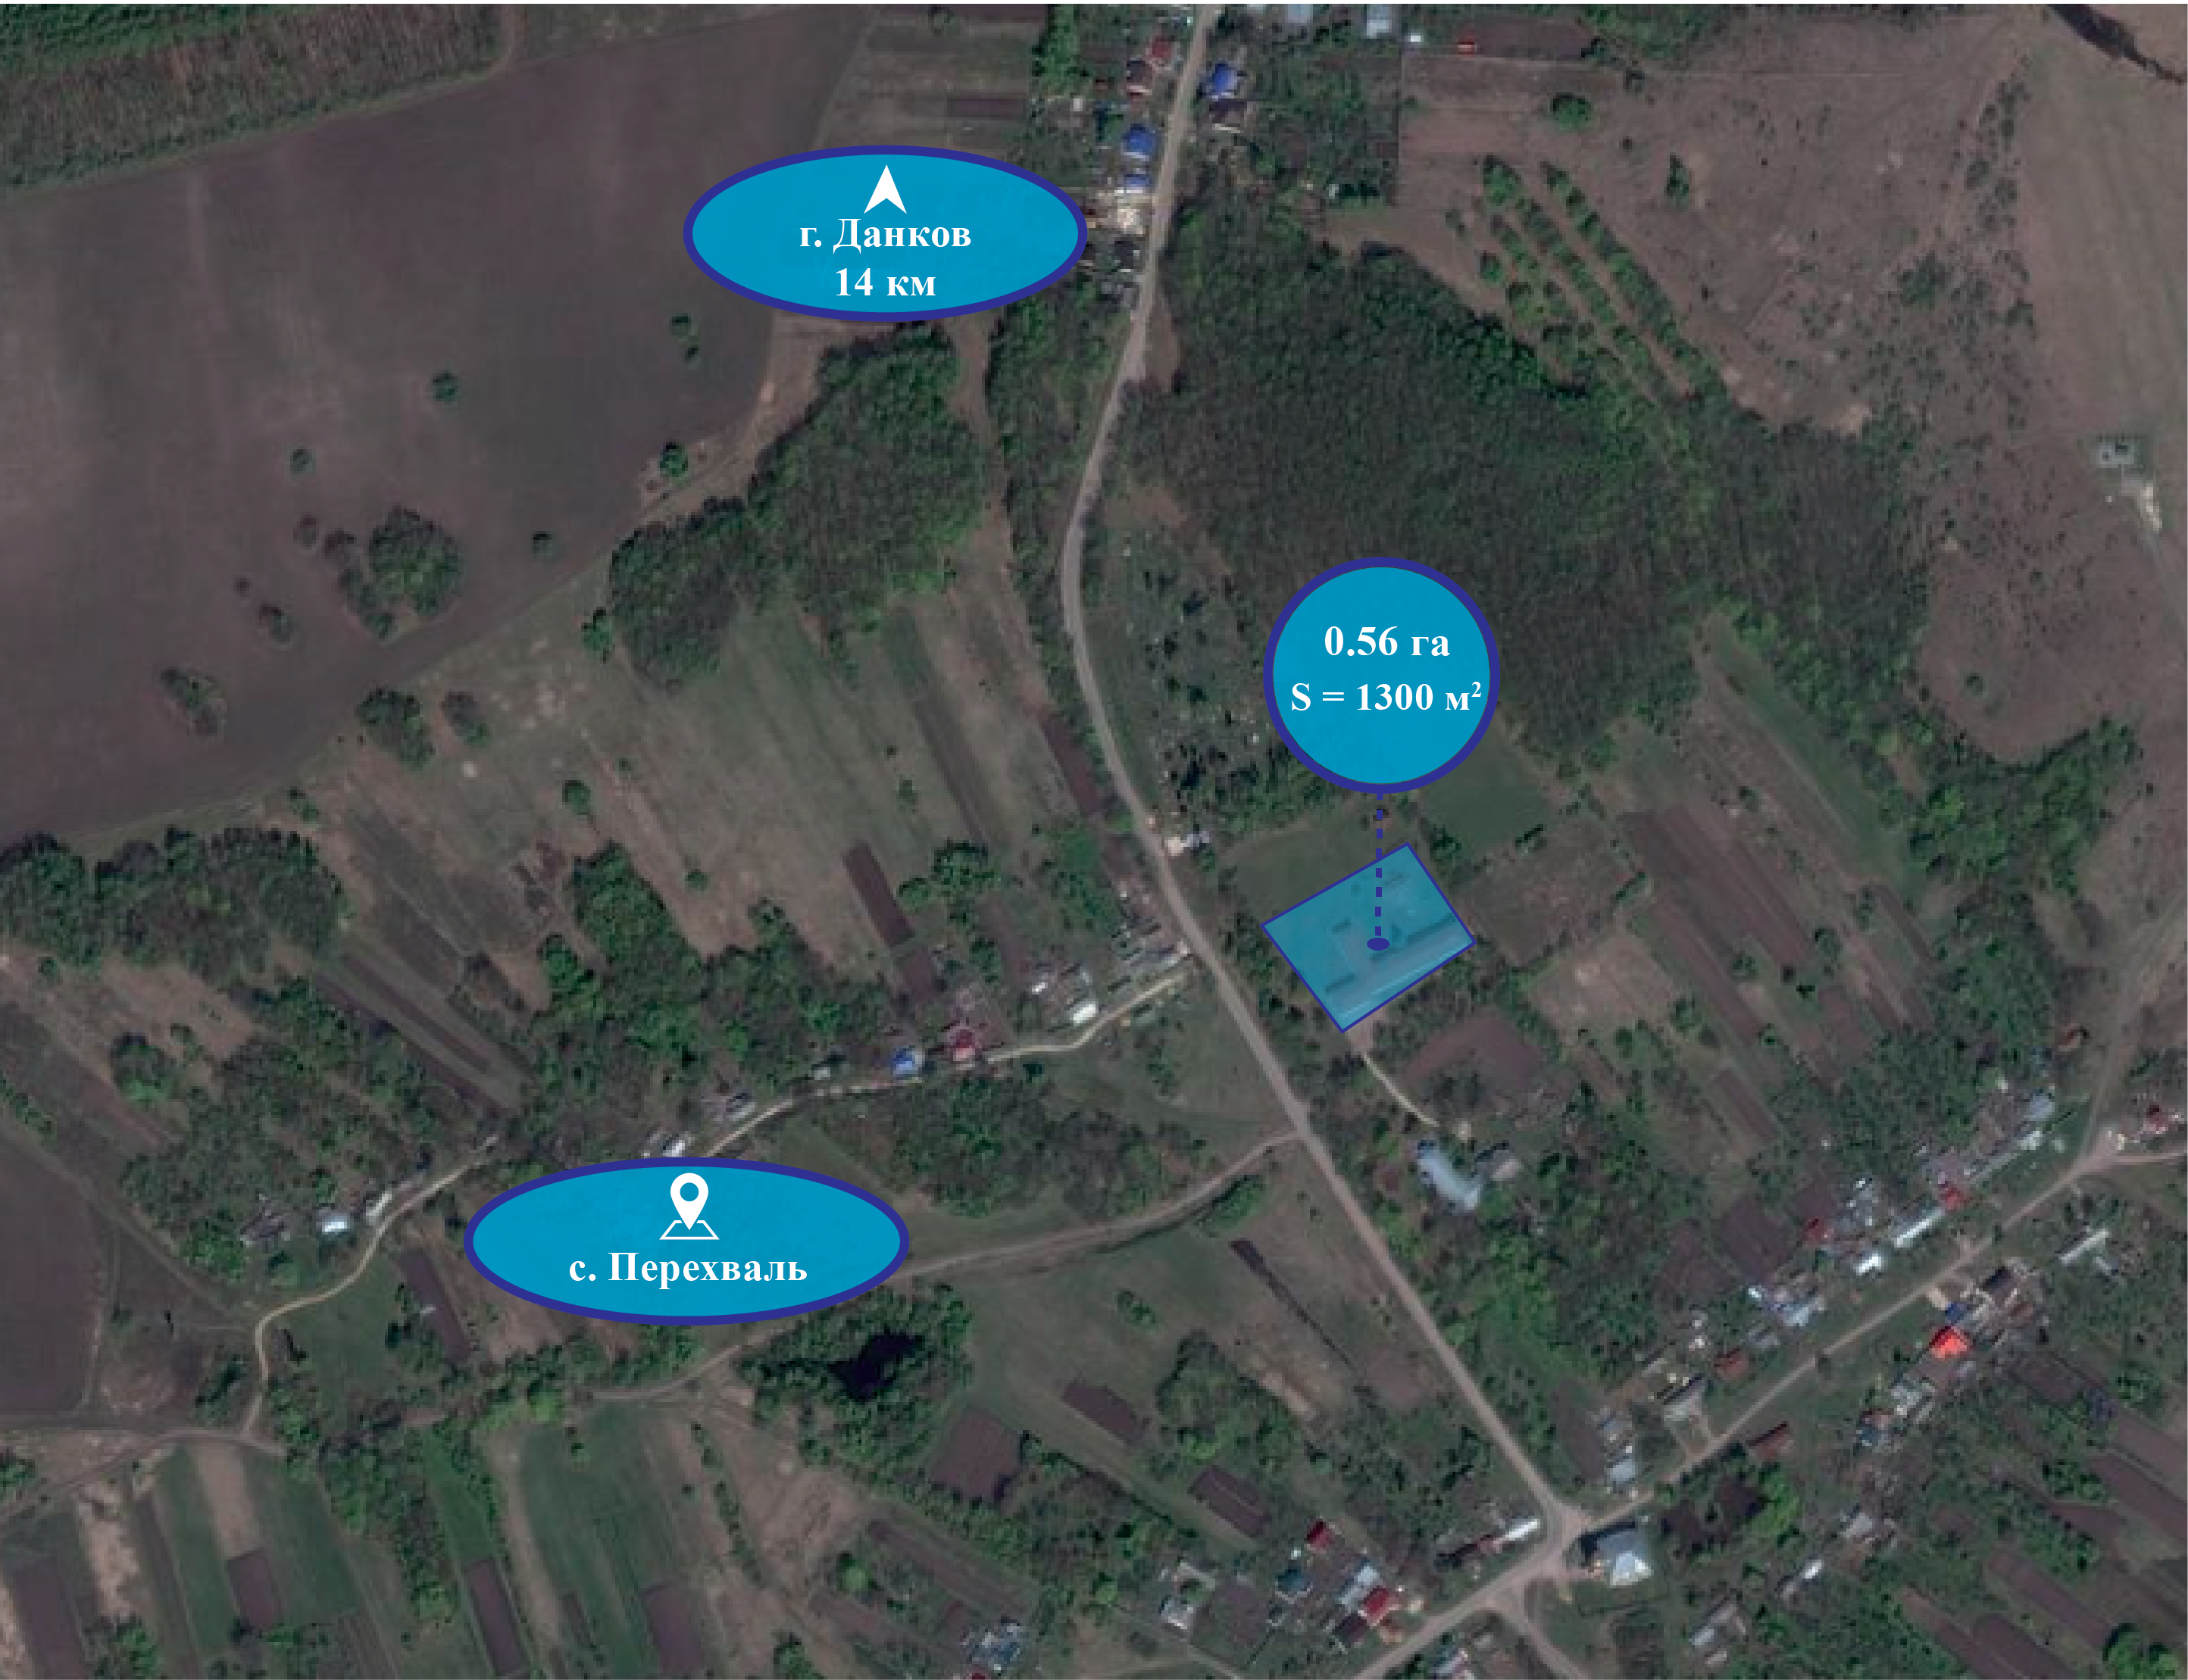 г. Данков
14 км
0.56 га
S = 1300 м²
с. Перехваль